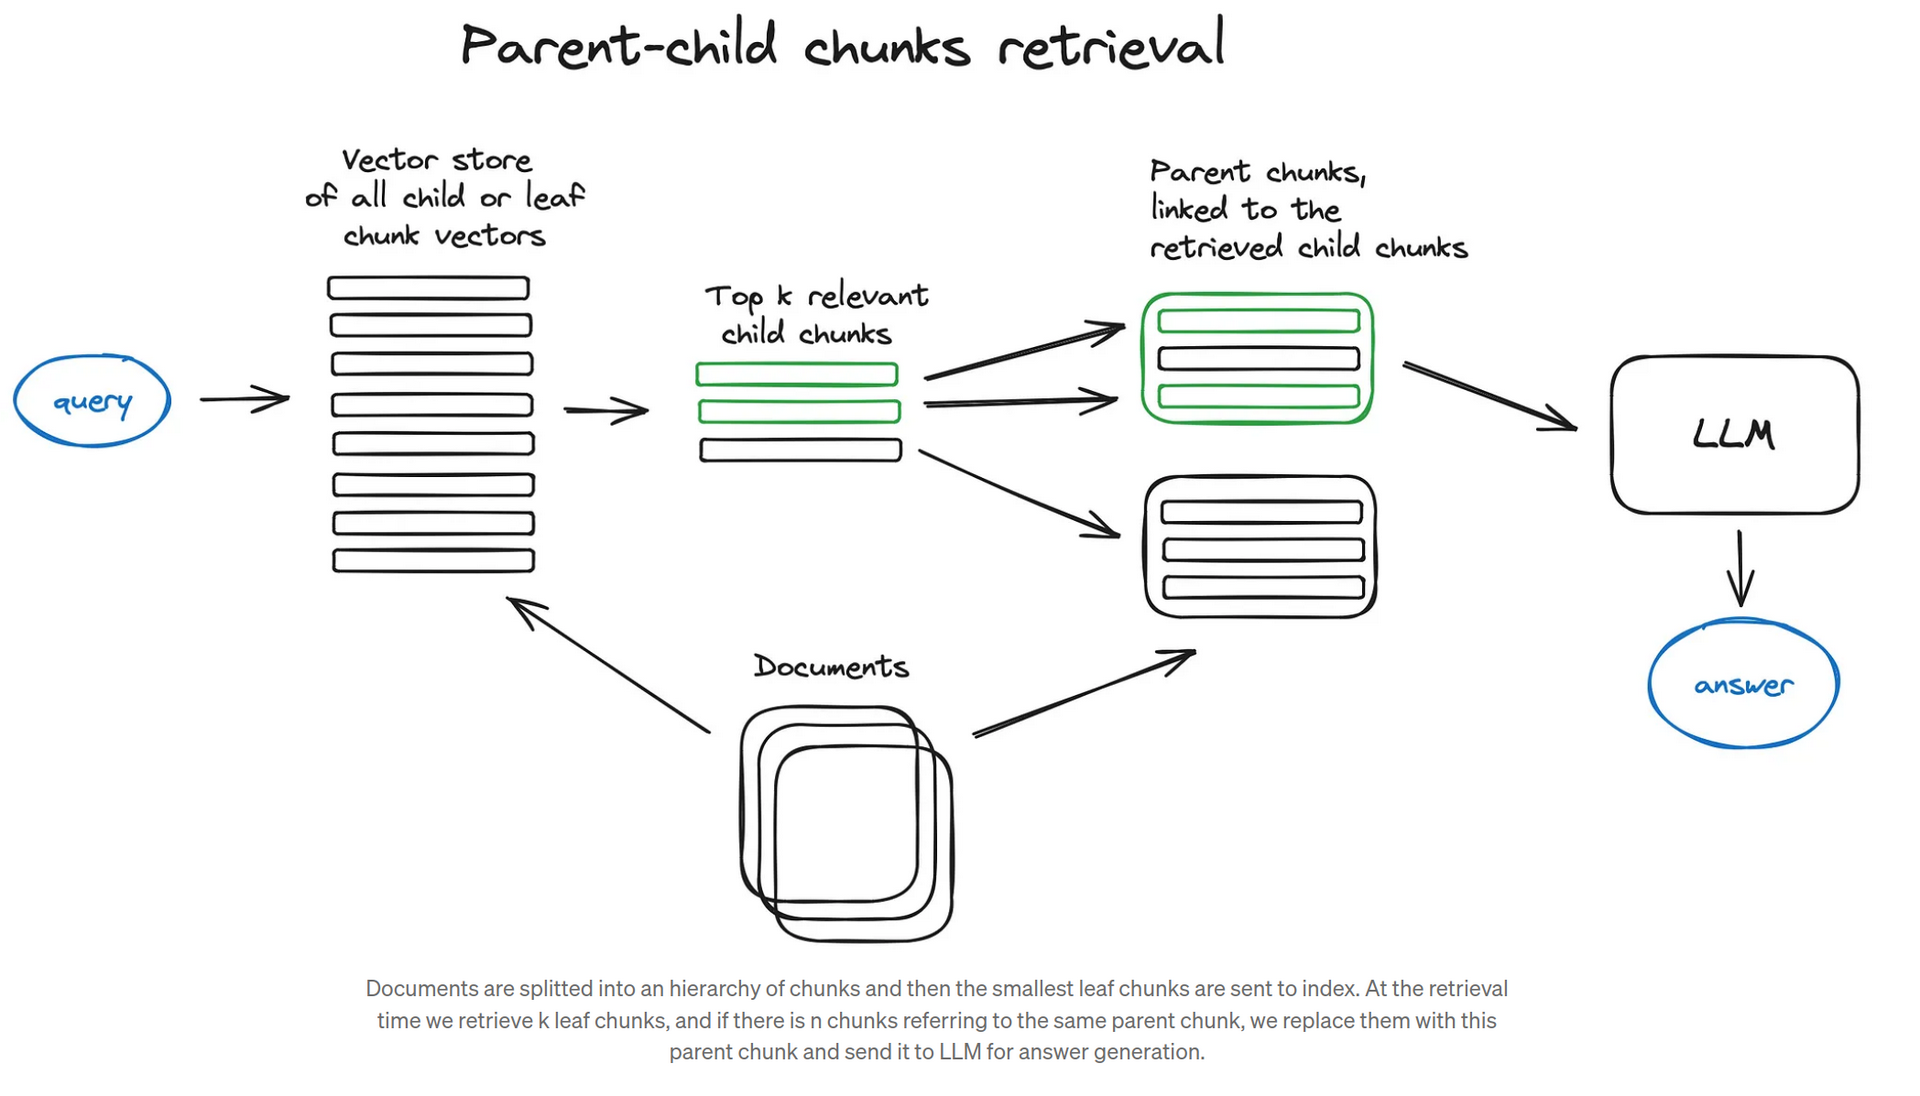 Parent-child chunks retrieval
Vector store
of all child or leaf
chunk vectors
Parent chunks,
linked to the
retrieved child chunks
Top k relevant
child chunks
query
LLM
Documents
answer
Documents are splitted into an hierarchy of chunks and then the smallest leaf chunks are sent to index. At the retrieval
time we retrieve k leaf chunks, and if there is n chunks referring to the same parent chunk, we replace them with this
parent chunk and send it to LLM for answer generation.